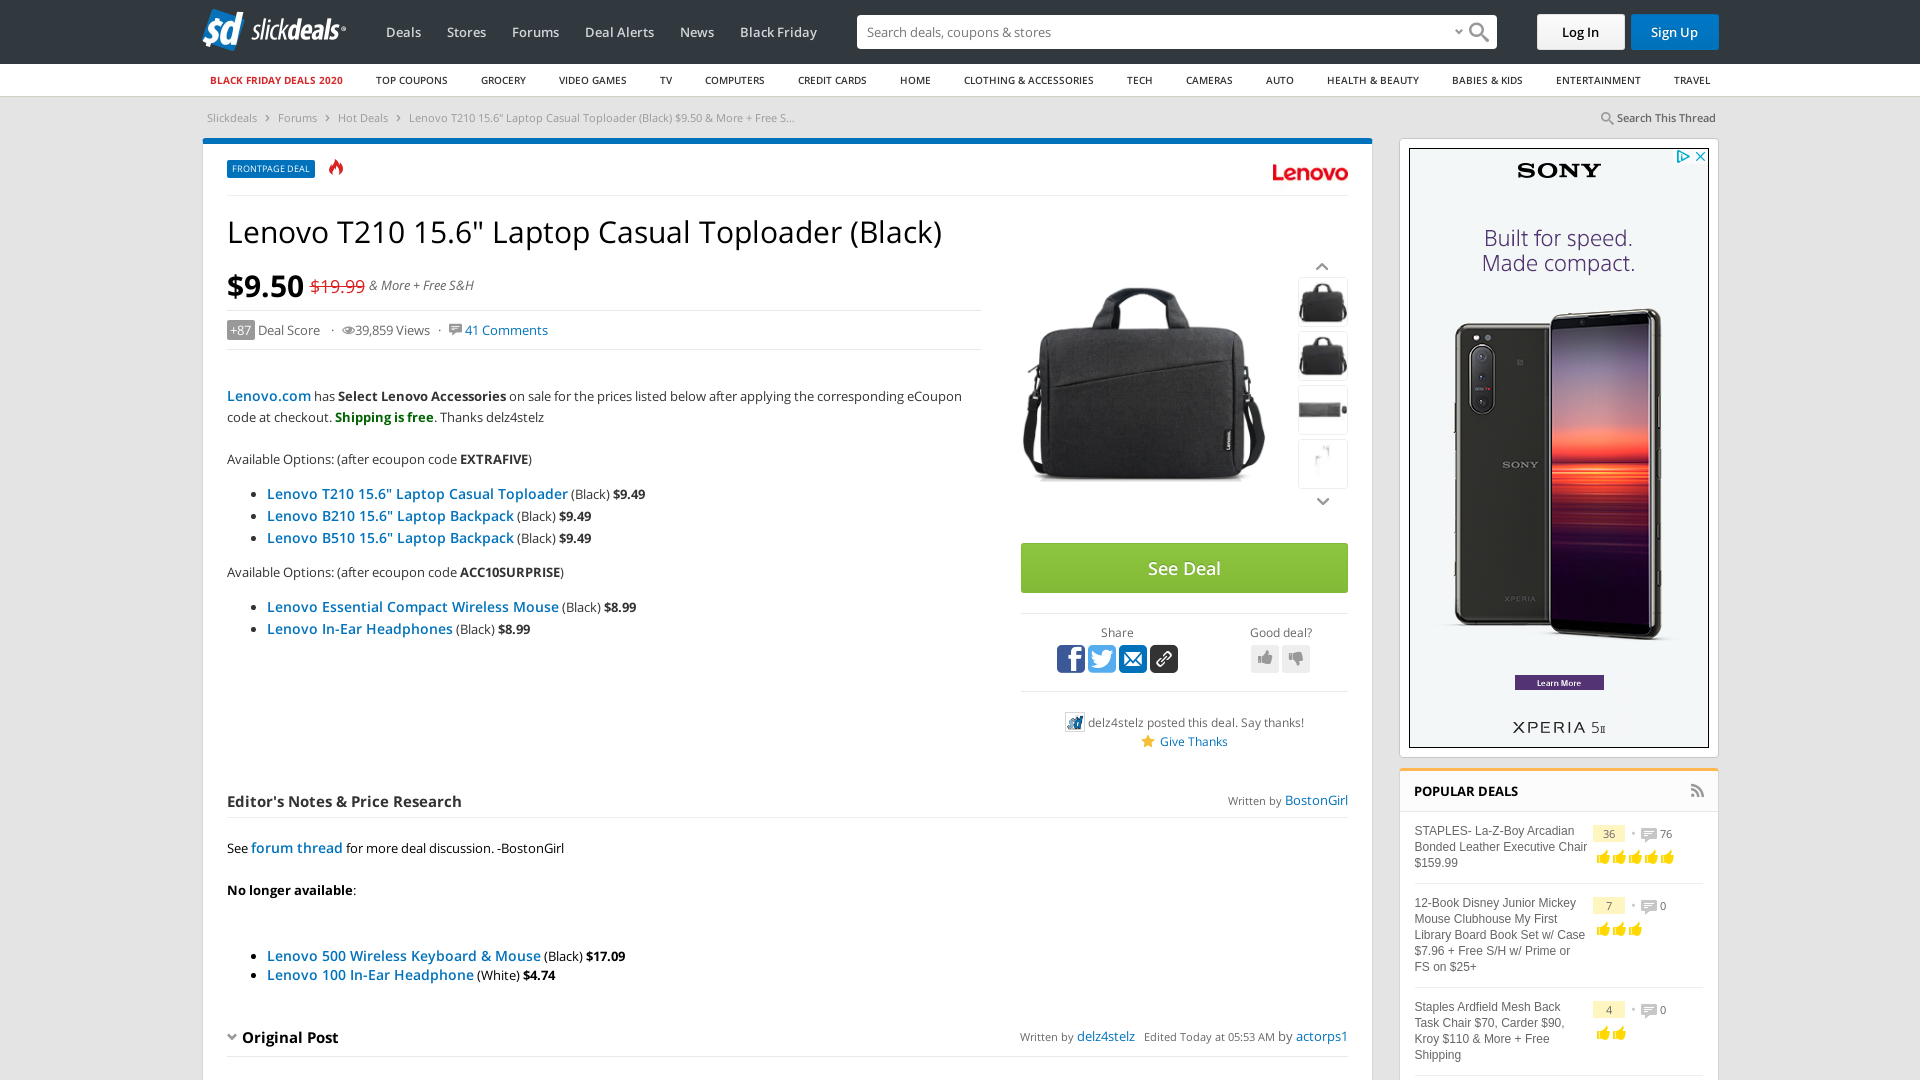 sd slickdeals
Deals Stores Forums Deal Alerts News Black Friday
Search deals, coupons & stores
Log In
Sign Up
BLACK FRIDAY DEALS 2020 TOP COUPONS GROCERY VIDEO GAMES TV COMPUTERS CREDIT CARDS HOME CLOTHING & ACCESSORIES TECH CAMERAS AUTO HEALTH & BEAUTY BABIES & KIDS ENTERTAINMENT TRAVEL
Slickdeals › Forums › Hot Deals › Lenovo T210 15.6" Laptop Casual Toploader (Black) $9.50 & More + Free S...
Search This Thread
FRONTPAGE DEAL
Lenovo
Lenovo T210 15.6" Laptop Casual Toploader (Black)
$9.50 $19.99 & More + Free S&H
+87 Deal Score · 39,859 Views · 41 Comments
Lenovo.com has Select Lenovo Accessories on sale for the prices listed below after applying the corresponding eCoupon
code at checkout. Shipping is free. Thanks delz4stelz
Available Options: (after ecoupon code EXTRAFIVE)
• Lenovo T210 15.6" Laptop Casual Toploader (Black) $9.49
• Lenovo B210 15.6" Laptop Backpack (Black) $9.49
• Lenovo B510 15.6" Laptop Backpack (Black) $9.49
Available Options: (after ecoupon code ACC10SURPRISE)
• Lenovo Essential Compact Wireless Mouse (Black) $8.99
• Lenovo In-Ear Headphones (Black) $8.99
Lenovo
See Deal
Share
Good deal?
delz4stelz posted this deal. Say thanks!
Give Thanks
Editor's Notes & Price Research
Written by BostonGirl
See forum thread for more deal discussion. -BostonGirl
No longer available:
• Lenovo 500 Wireless Keyboard & Mouse (Black) $17.09
• Lenovo 100 In-Ear Headphone (White) $4.74
Original Post
Written by delz4stelz Edited Today at 05:53 AM by actorps1
SONY
Built for speed.
Made compact.
SONY
XPERIA
Learn More
XPERIA 5II
POPULAR DEALS
STAPLES- La-Z-Boy Arcadian
Bonded Leather Executive Chair
$159.99
36 • 76
12-Book Disney Junior Mickey
Mouse Clubhouse My First
Library Board Book Set w/ Case
$7.96 + Free S/H w/ Prime or
FS on $25+
7 • 0
Staples Ardfield Mesh Back
Task Chair $70, Carder $90,
Kroy $110 & More + Free
Shipping
4 • 0